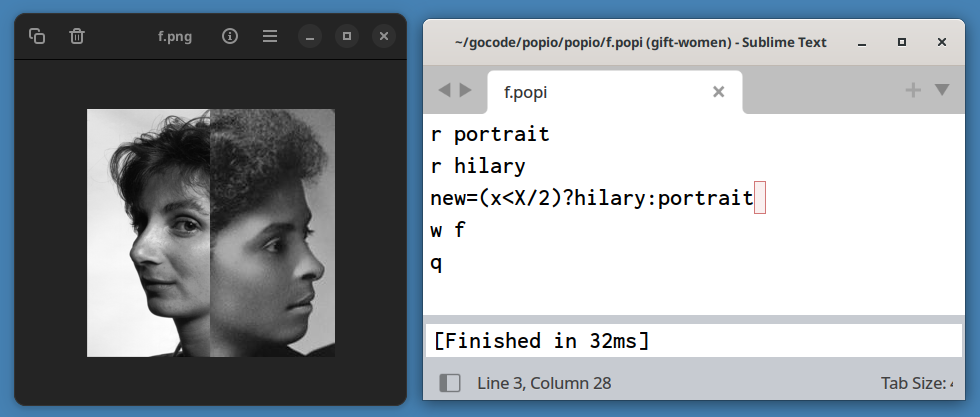 f.png
~/gocode/popio/popio/f.popi (gift-women) - Sublime Text
f.popi
r portrait
r hilary
new=(x<X/2)?hilary:portrait
w f
q
[Finished in 32ms]
Line 3, Column 28
Tab Size: